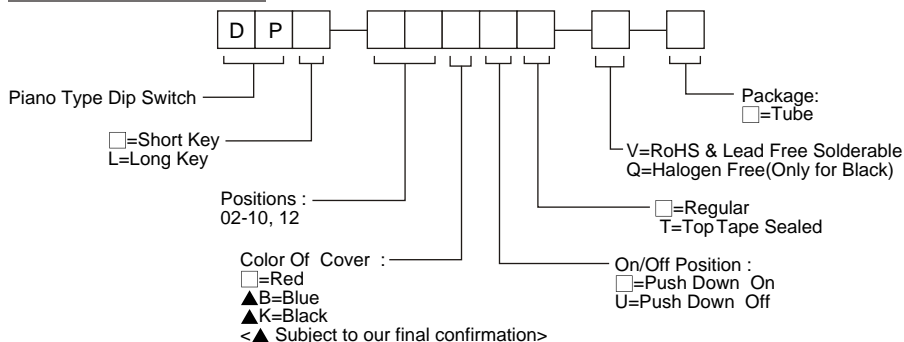 D P
Piano Type Dip Switch
□=Short Key
L=Long Key
Positions :
02-10, 12
Color Of Cover :
□=Red
▲B=Blue
▲K=Black
<▲ Subject to our final confirmation>
Package:
□=Tube
V=RoHS & Lead Free Solderable
Q=Halogen Free(Only for Black)
□=Regular
T=Top Tape Sealed
On/Off Position :
□=Push Down On
U=Push Down Off